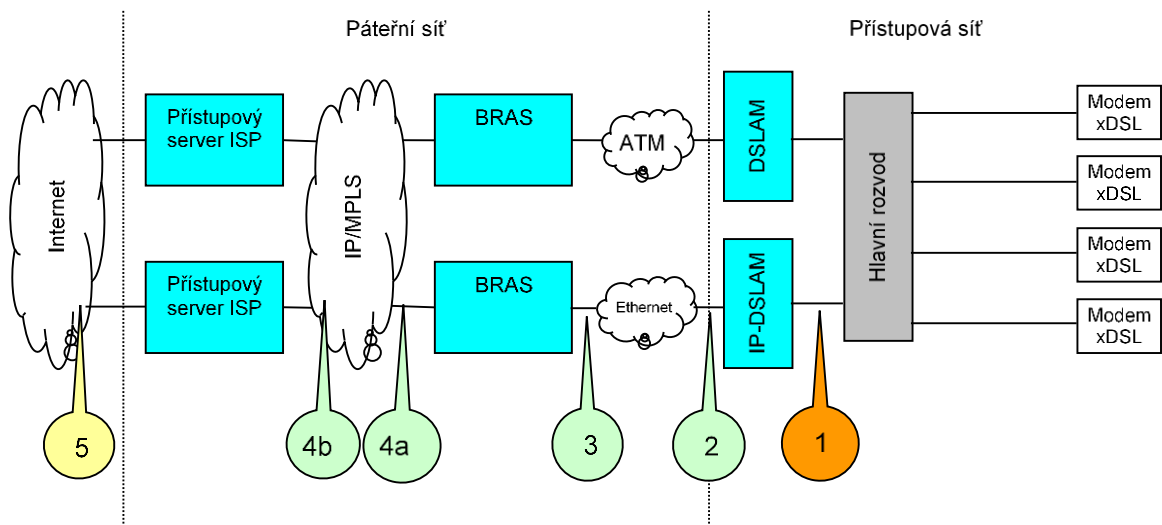 Páteřní síť
Přístupová síť
Internet
Přístupový
server ISP
IP/MPLS
BRAS
ATM
DSLAM
Hlavní rozvod
Modem
xDSL
Modem
xDSL
Přístupový
server ISP
BRAS
Ethernet
IP-DSLAM
Modem
xDSL
Modem
xDSL
5
4b
4a
3
2
1